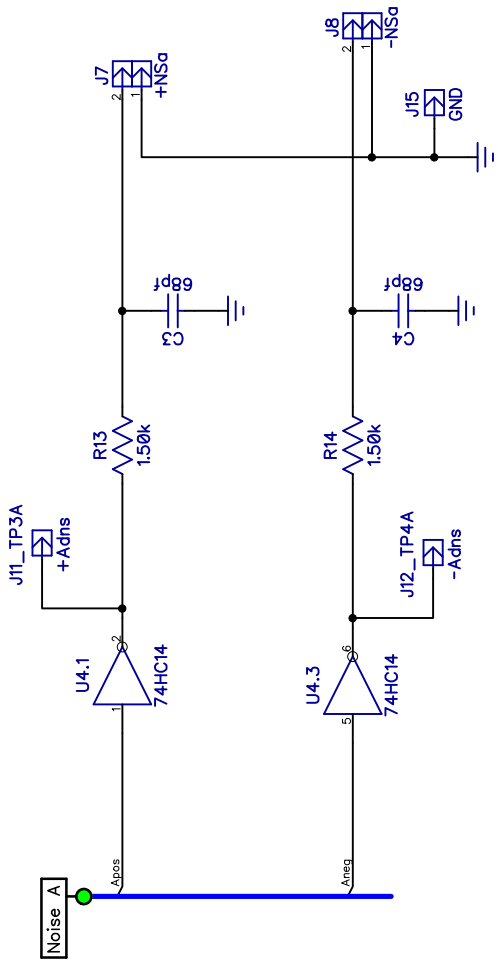 Noise A
Apos
1
U4.1
74HC14
2
J11_TP3A
+Adns
R13
1.50k
68pf
C3
J7
2
1
+NSa
Aneg
5
U4.3
74HC14
6
J12_TP4A
-Adns
R14
1.50k
68pf
C4
J8
2
1
-NSa
J15
GND